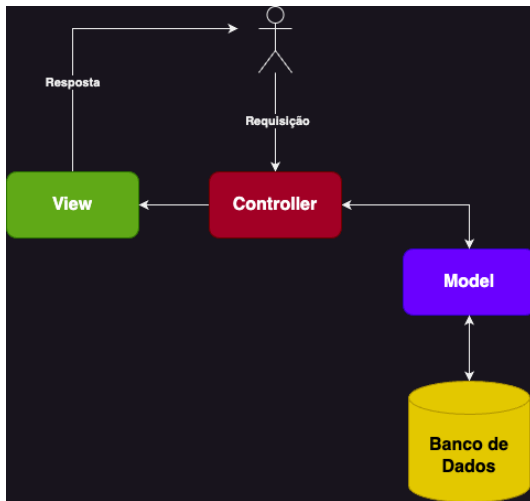 Resposta
Requisição
View
Controller
Model
Banco de
Dados